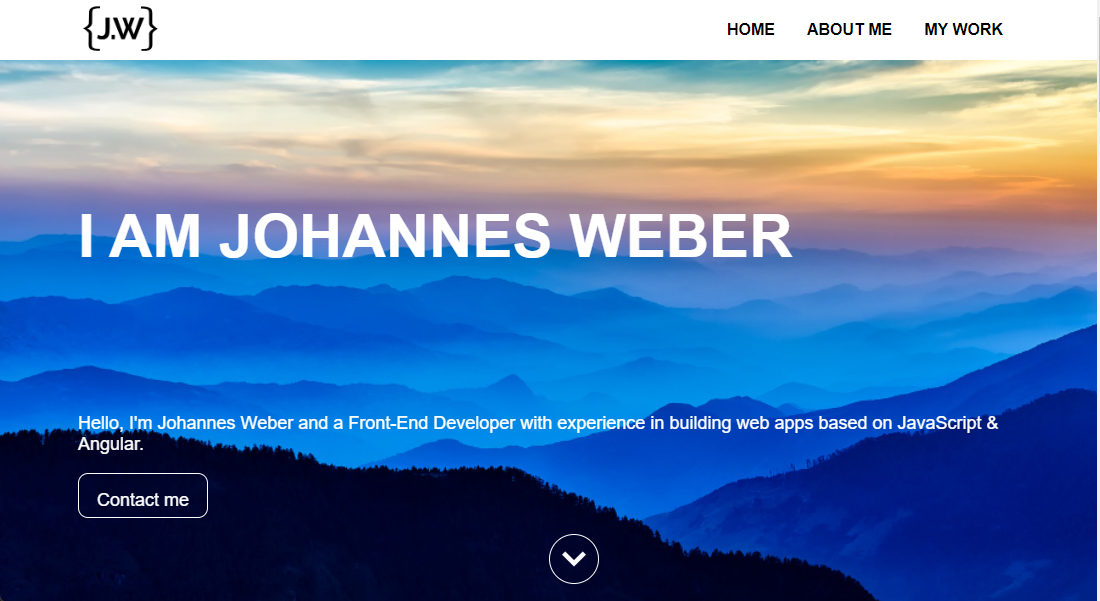 {J.W}
HOME ABOUT ME MY WORK
I AM JOHANNES WEBER
Hello, I'm Johannes Weber and a Front-End Developer with experience in building web apps based on JavaScript &
Angular.
Contact me